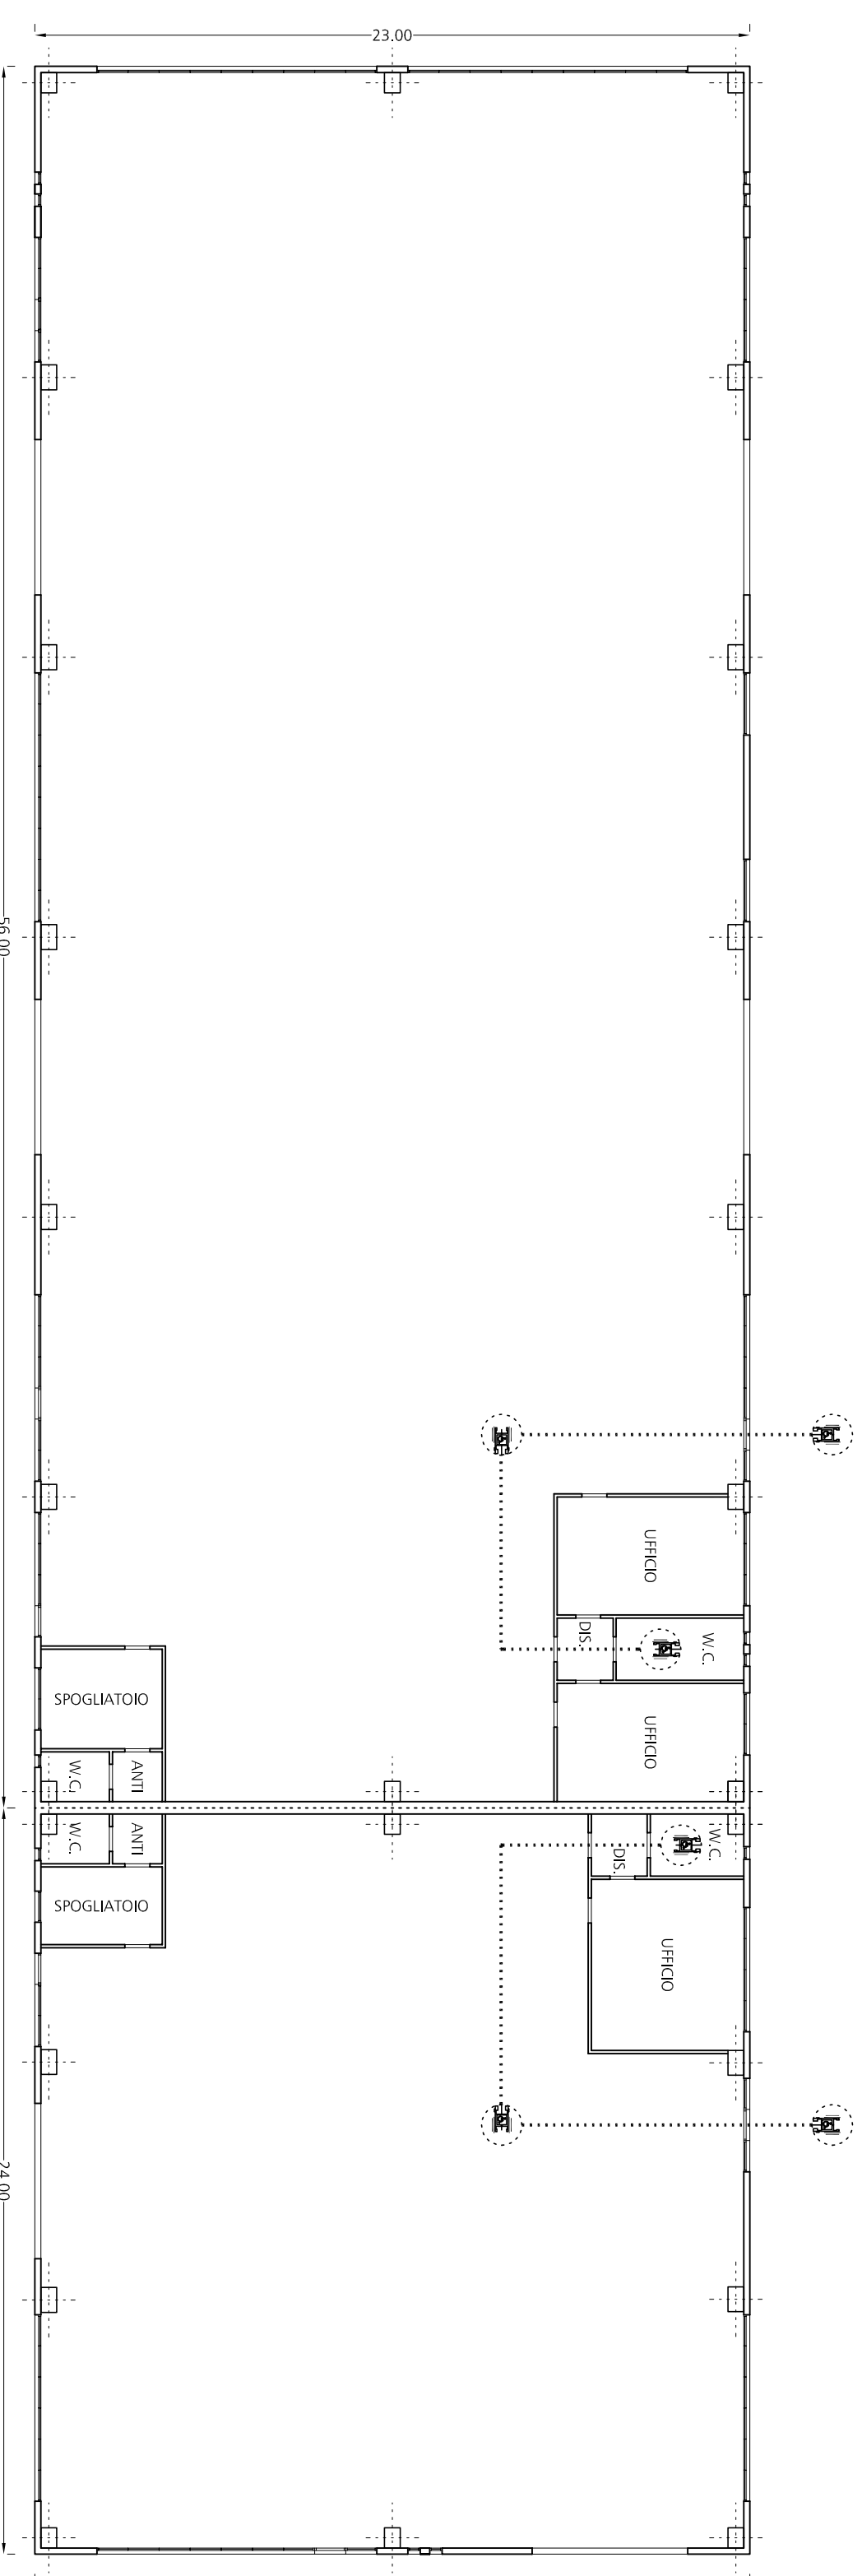 23.00
56.00
UFFICIO
DIS.
W.C.
UFFICIO
SPOGLIATOIO
W.C.
ANTI
W.C.
ANTI
SPOGLIATOIO
W.C.
DIS.
UFFICIO
24.00